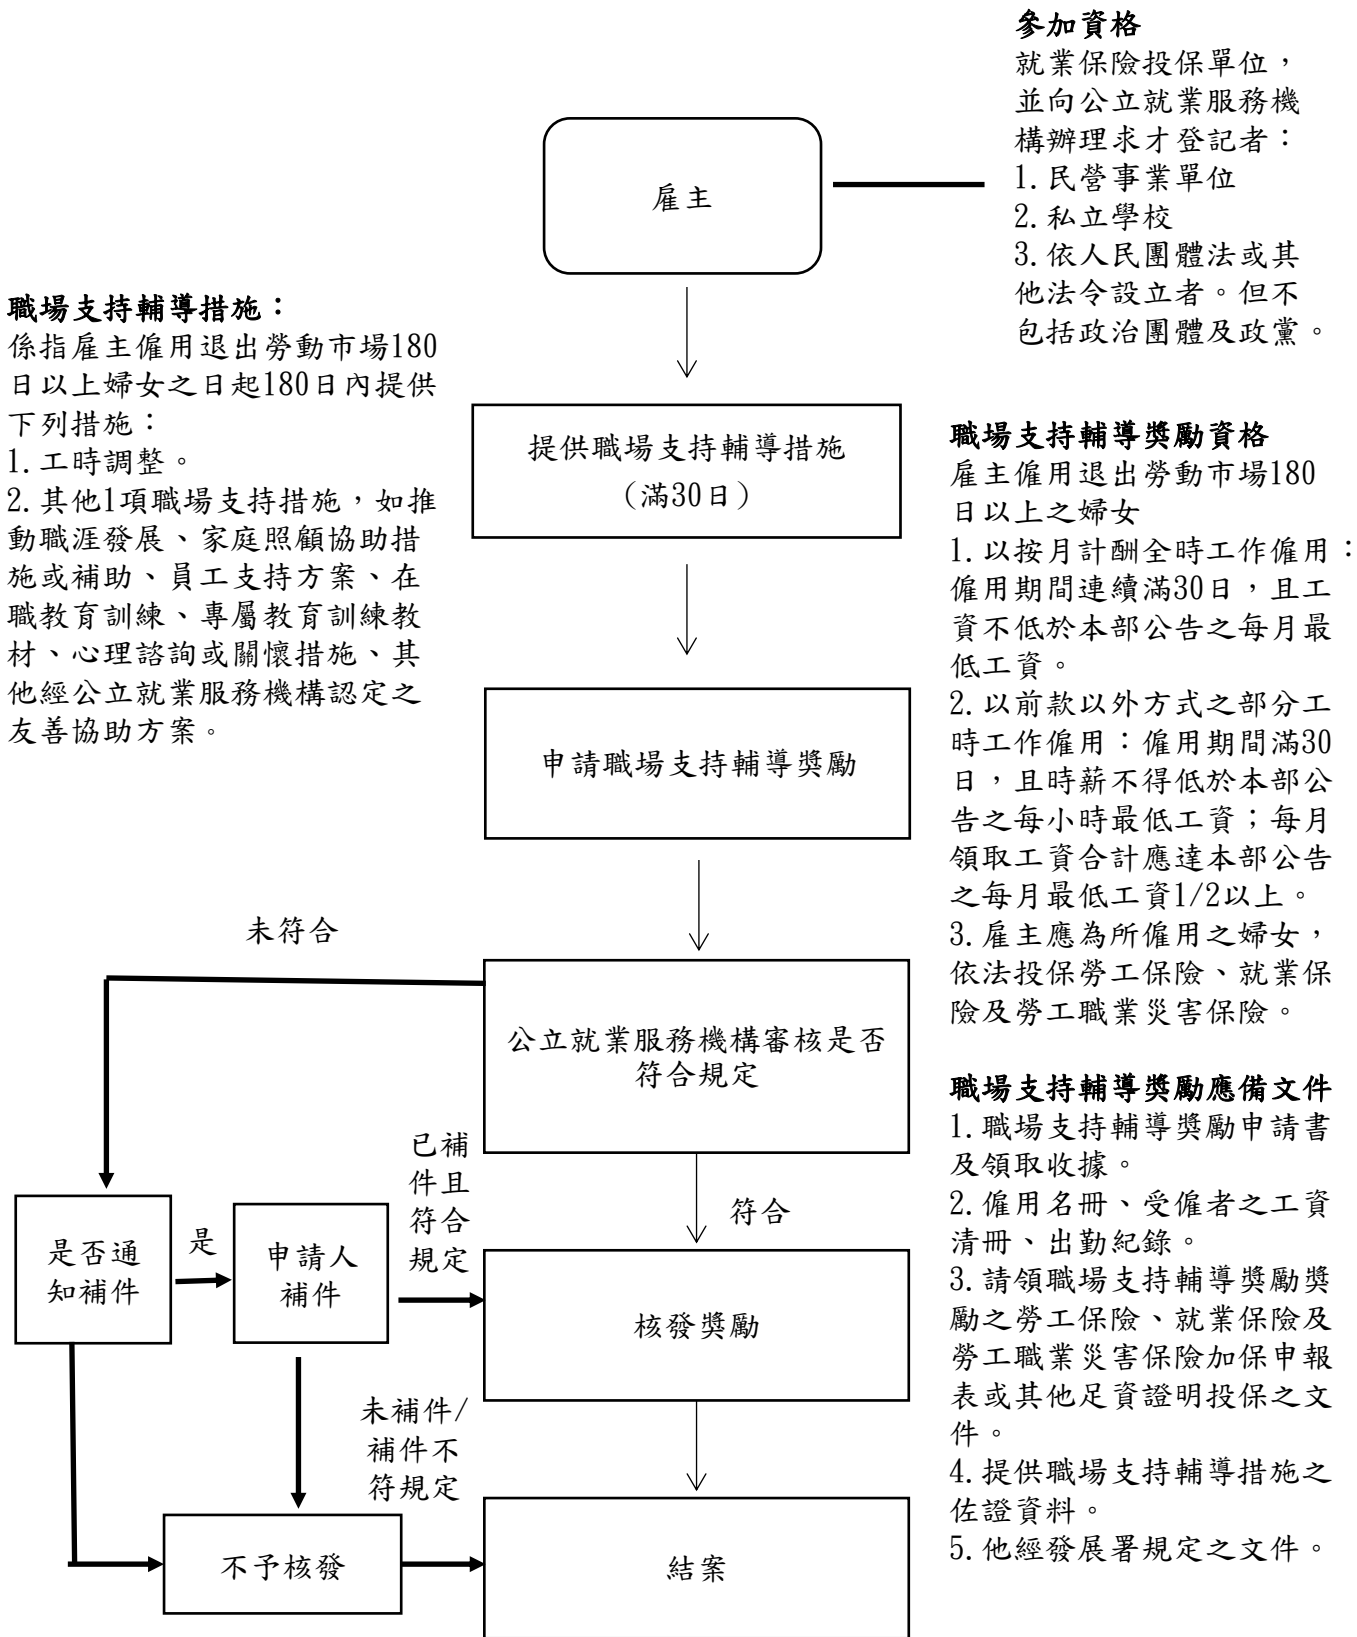 參加資格
就業保險投保單位，
並向公立就業服務機
構辦理求才登記者：
1.民營事業單位
2.私立學校
3.依人民團體法或其
他法令設立者。但不
包括政治團體及政黨。
雇主
職場支持輔導措施：
係指雇主僱用退出勞動市場180
日以上婦女之日起180日內提供
下列措施：
1.工時調整。
2.其他1項職場支持措施，如推
動職涯發展、家庭照顧協助措
施或補助、員工支持方案、在
職教育訓練、專屬教育訓練教
材、心理諮詢或關懷措施、其
他經公立就業服務機構認定之
友善協助方案。
提供職場支持輔導措施
（滿30日）
職場支持輔導獎勵資格
雇主僱用退出勞動市場180
日以上之婦女
1.以按月計酬全時工作僱用：
僱用期間連續滿30日，且工
資不低於本部公告之每月最
低工資。
2.以前款以外方式之部分工
時工作僱用：僱用期間滿30
日，且時薪不得低於本部公
告之每小時最低工資；每月
領取工資合計應達本部公告
之每月最低工資1/2以上。
3.雇主應為所僱用之婦女，
依法投保勞工保險、就業保
險及勞工職業災害保險。
申請職場支持輔導獎勵
未符合
公立就業服務機構審核是否
符合規定
職場支持輔導獎勵應備文件
1.職場支持輔導獎勵申請書
及領取收據。
2.僱用名冊、受僱者之工資
清冊、出勤紀錄。
3.請領職場支持輔導獎勵獎
勵之勞工保險、就業保險及
勞工職業災害保險加保申報
表或其他足資證明投保之文
件。
4.提供職場支持輔導措施之
佐證資料。
5.他經發展署規定之文件。
已補
件且
符合
規定
符合
是否通
知補件
是
申請人
補件
核發獎勵
未補件/
補件不
符規定
不予核發
結案